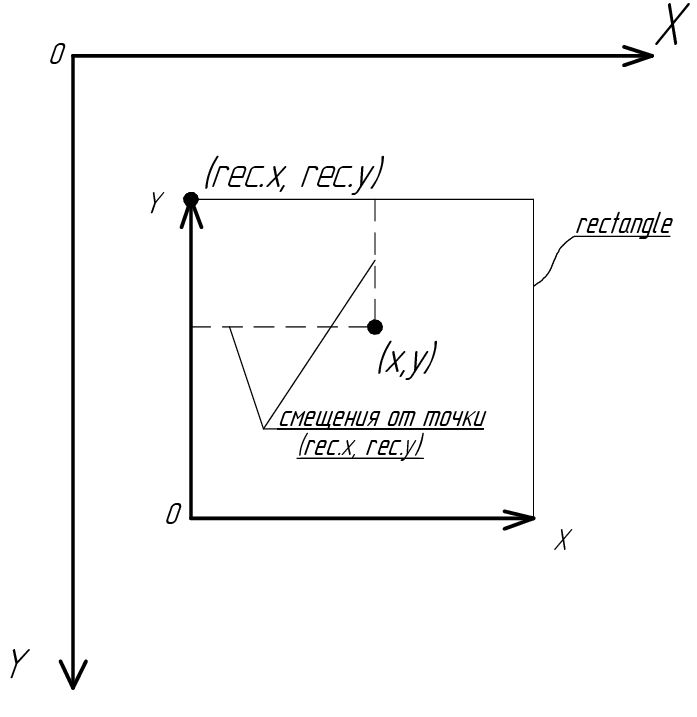 X
0
(rec.x, rec.y)
Y
rectangle
(x,y)
смещения от точки
(rec.x, rec.y)
0
X
Y